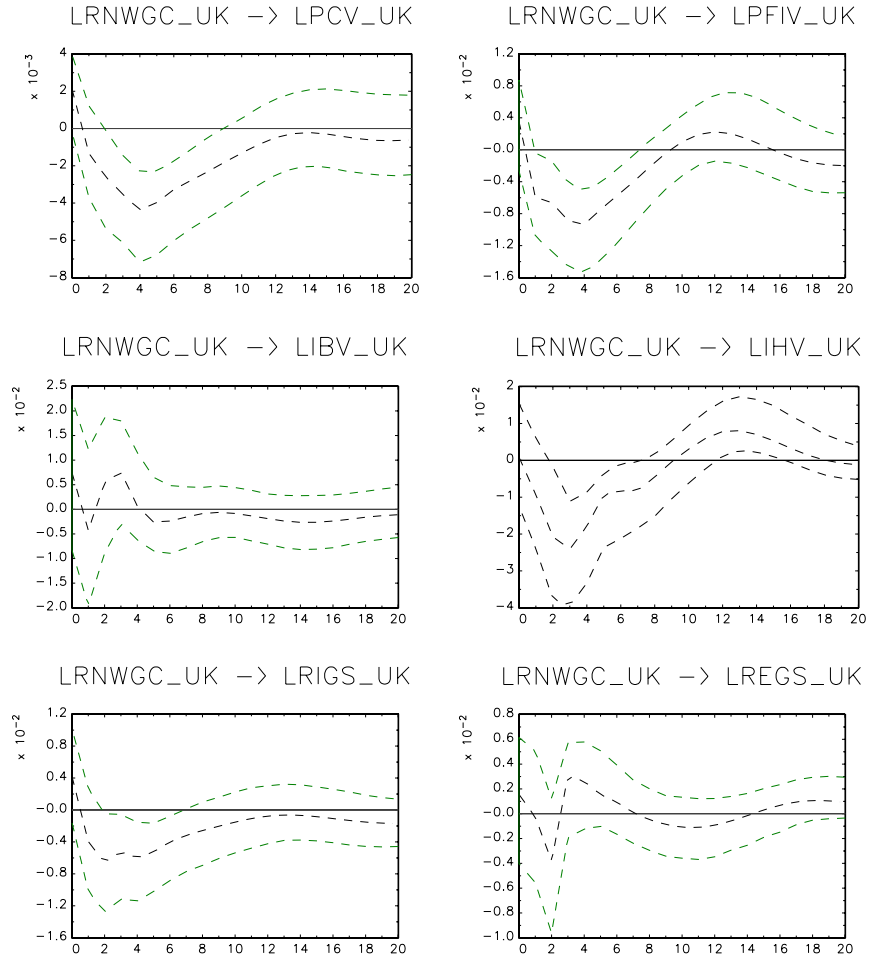 LRNWGC_UK —> LPCV_UK
x 10⁻³
4
2
0
−2
−4
−6
−8
0 2 4 6 8 10 12 14 16 18 20
LRNWGC_UK —> LPFIV_UK
x 10⁻²
1.2
0.8
0.4
−0.0
−0.4
−0.8
−1.2
−1.6
0 2 4 6 8 10 12 14 16 18 20
LRNWGC_UK —> LIBV_UK
x 10⁻²
2.5
2.0
1.5
1.0
0.5
0.0
−0.5
−1.0
−1.5
−2.0
0 2 4 6 8 10 12 14 16 18 20
LRNWGC_UK —> LIHV_UK
x 10⁻²
2
1
0
−1
−2
−3
−4
0 2 4 6 8 10 12 14 16 18 20
LRNWGC_UK —> LRIGS_UK
x 10⁻²
1.2
0.8
0.4
−0.0
−0.4
−0.8
−1.2
−1.6
0 2 4 6 8 10 12 14 16 18 20
LRNWGC_UK —> LREGS_UK
x 10⁻²
0.8
0.6
0.4
0.2
−0.0
−0.2
−0.4
−0.6
−0.8
−1.0
0 2 4 6 8 10 12 14 16 18 20